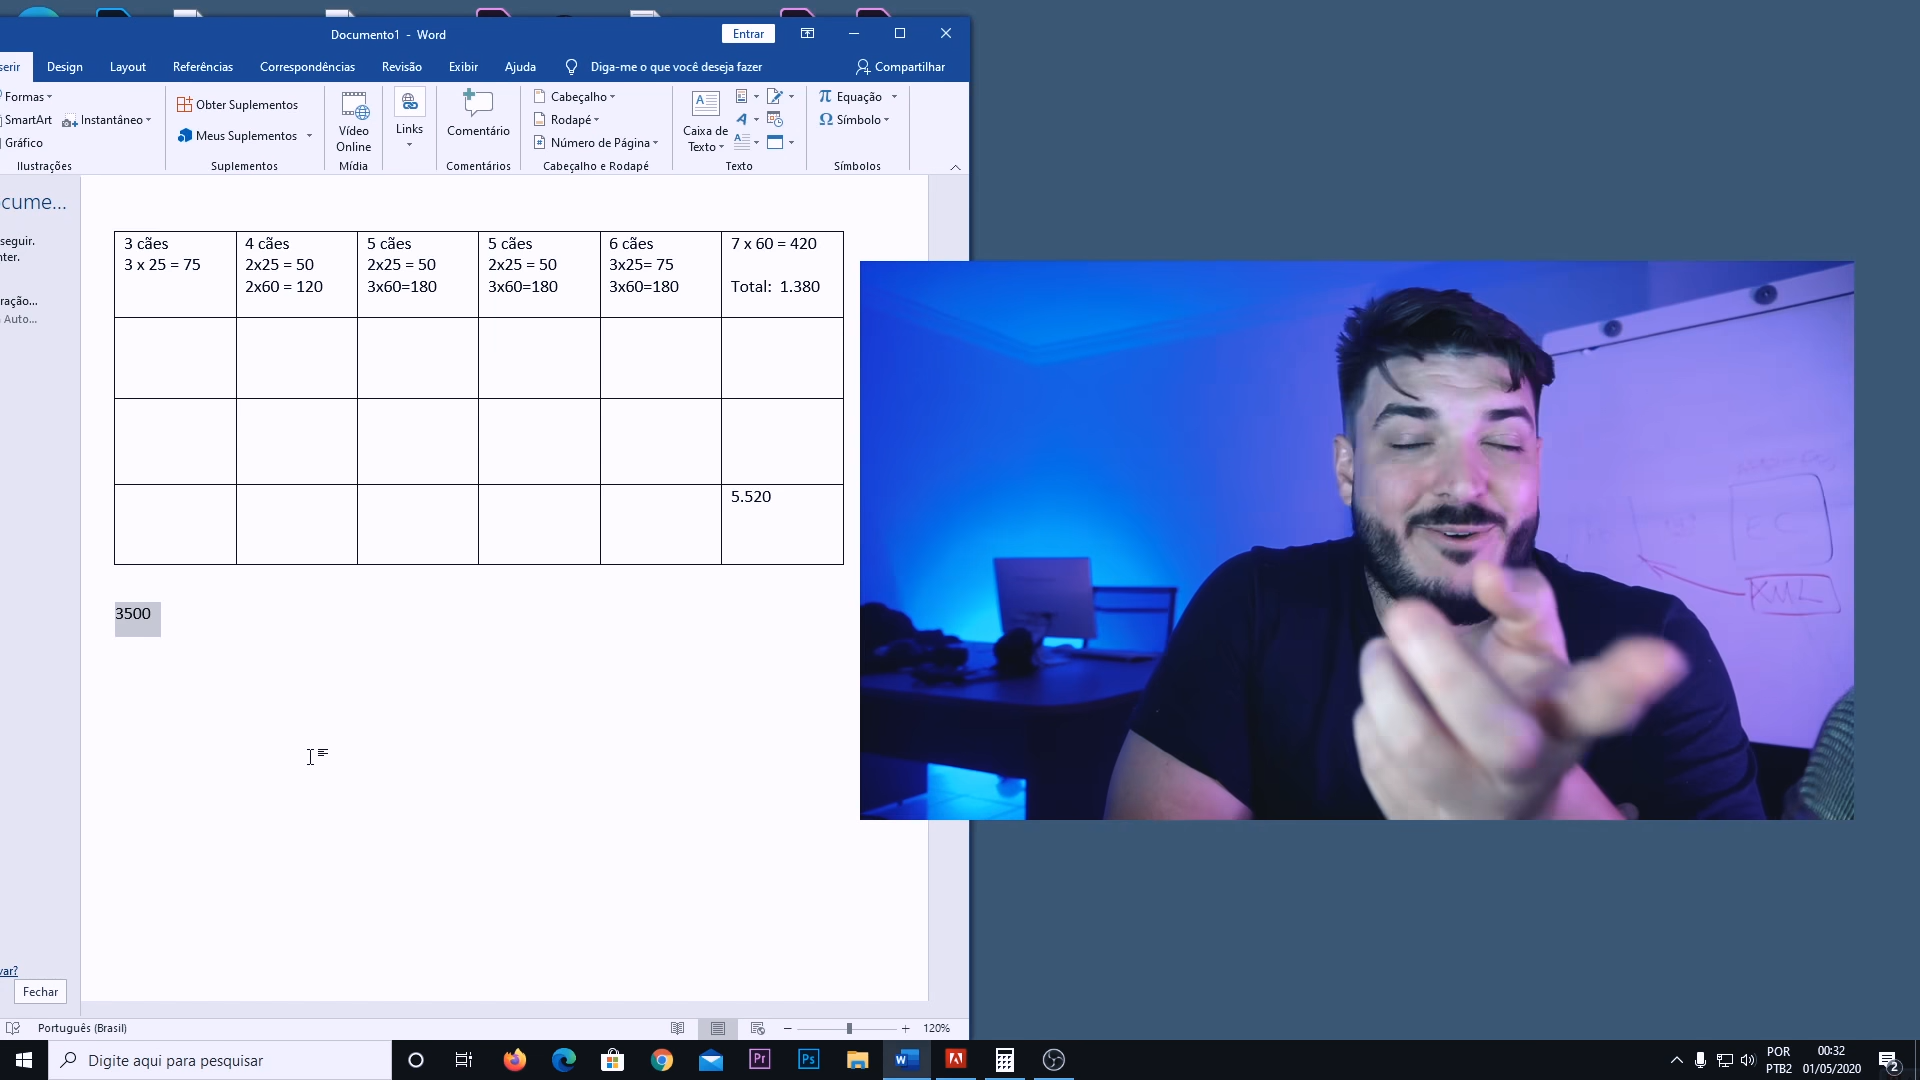 Documento1 - Word
Entrar
serir
Design
Layout
Referências
Correspondências
Revisão
Exibir
Ajuda
Diga-me o que você deseja fazer
Compartilhar
Formas
SmartArt
Instantâneo
Gráfico
Ilustrações
Obter Suplementos
Meus Suplementos
Suplementos
Vídeo
Online
Mídia
Links
Comentário
Comentários
Cabeçalho
Rodapé
Número de Página
Cabeçalho e Rodapé
Caixa de
Texto
Texto
Equação
Símbolo
Símbolos
cume...
seguir.
nter.
ração...
Auto...
3 cães
3 x 25 = 75
4 cães
2x25 = 50
2x60 = 120
5 cães
2x25 = 50
3x60=180
5 cães
2x25 = 50
3x60=180
6 cães
3x25= 75
3x60=180
7 x 60 = 420
Total: 1.380
5.520
3500
EC
XML
var?
Fechar
Português (Brasil)
120%
Digite aqui para pesquisar
Pr
Ps
POR
PTB2
00:32
01/05/2020
2